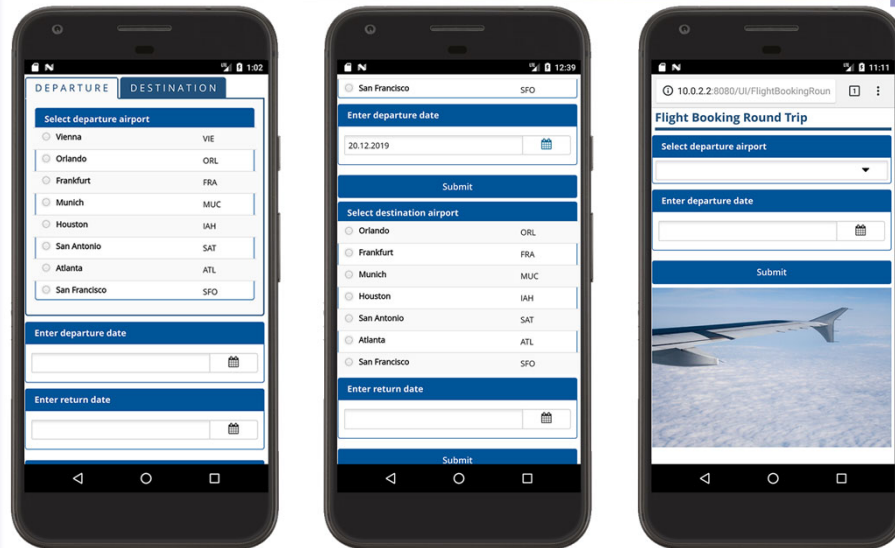 1:02
DEPARTURE DESTINATION
Select departure airport
Vienna VIE
Orlando ORL
Frankfurt FRA
Munich MUC
Houston IAH
San Antonio SAT
Atlanta ATL
San Francisco SFO
Enter departure date
Enter return date
12:39
San Francisco SFO
Enter departure date
20.12.2019
Submit
Select destination airport
Orlando ORL
Frankfurt FRA
Munich MUC
Houston IAH
San Antonio SAT
Atlanta ATL
San Francisco SFO
Enter return date
Submit
11:11
10.0.2.2:8080/UI/FlightBookingRoun 1
Flight Booking Round Trip
Select departure airport
Enter departure date
Submit